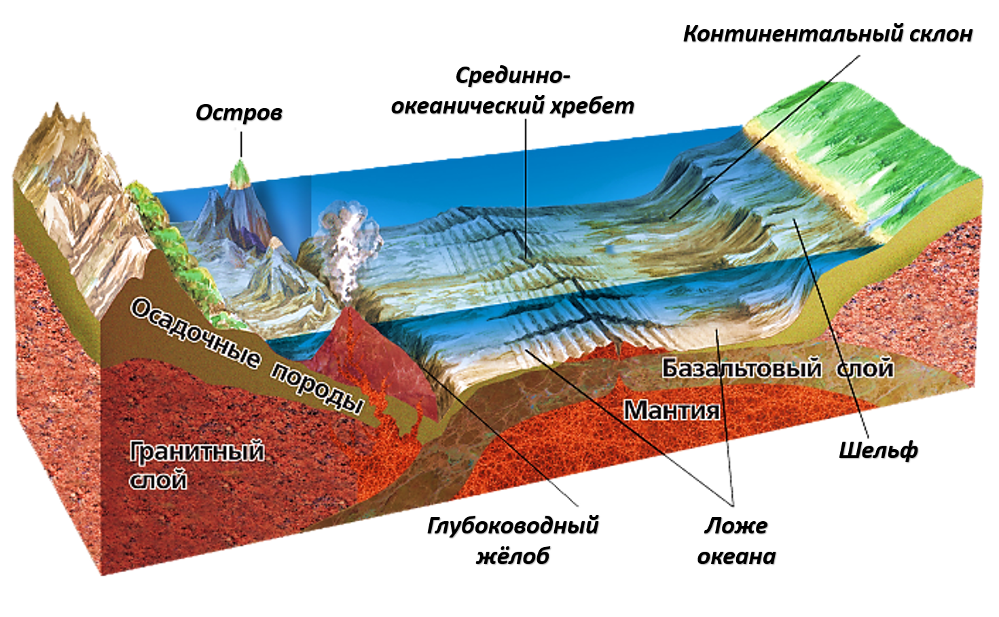 Континентальный склон
Срединно-
океанический хребет
Остров
Осадочные породы
Базальтовый слой
Мантия
Гранитный
слой
Шельф
Глубоководный
жёлоб
Ложе
океана